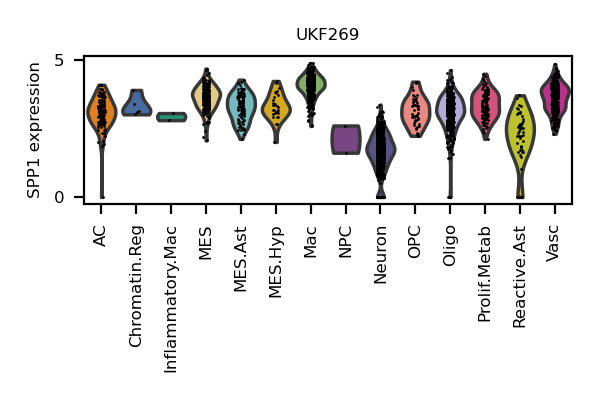 UKF269
SPP1 expression
5
0
AC
Chromatin.Reg
Inflammatory.Mac
MES
MES.Ast
MES.Hyp
Mac
NPC
Neuron
OPC
Oligo
Prolif.Metab
Reactive.Ast
Vasc